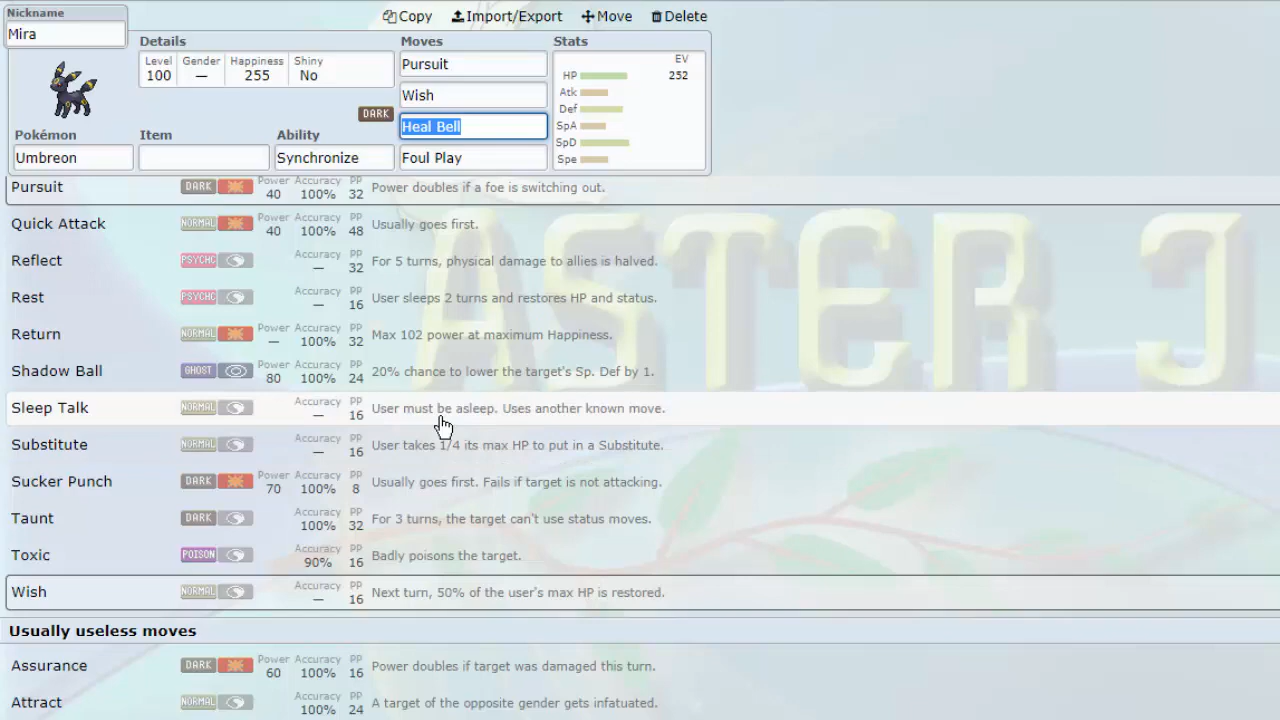 Nickname
Mira
Copy Import/Export Move Delete
Details
Level Gender Happiness Shiny
100 — 255 No
DARK
Pokémon Item Ability
Umbreon Synchronize
Moves
Pursuit
Wish
Heal Bell
Foul Play
Stats
EV
HP 252
Atk
Def
SpA
SpD
Spe
ASTER J
Pursuit DARK Power 40 Accuracy 100% PP 32 Power doubles if a foe is switching out.
Quick Attack NORMAL Power 40 Accuracy 100% PP 48 Usually goes first.
Reflect PSYCHC Accuracy — PP 32 For 5 turns, physical damage to allies is halved.
Rest PSYCHC Accuracy — PP 16 User sleeps 2 turns and restores HP and status.
Return NORMAL Power — Accuracy 100% PP 32 Max 102 power at maximum Happiness.
Shadow Ball GHOST Power 80 Accuracy 100% PP 24 20% chance to lower the target's Sp. Def by 1.
Sleep Talk NORMAL Accuracy — PP 16 User must be asleep. Uses another known move.
Substitute NORMAL Accuracy — PP 16 User takes 1/4 its max HP to put in a Substitute.
Sucker Punch DARK Power 70 Accuracy 100% PP 8 Usually goes first. Fails if target is not attacking.
Taunt DARK Accuracy 100% PP 32 For 3 turns, the target can't use status moves.
Toxic POISON Accuracy 90% PP 16 Badly poisons the target.
Wish NORMAL Accuracy — PP 16 Next turn, 50% of the user's max HP is restored.
Usually useless moves
Assurance DARK Power 60 Accuracy 100% PP 16 Power doubles if target was damaged this turn.
Attract NORMAL Accuracy 100% PP 24 A target of the opposite gender gets infatuated.